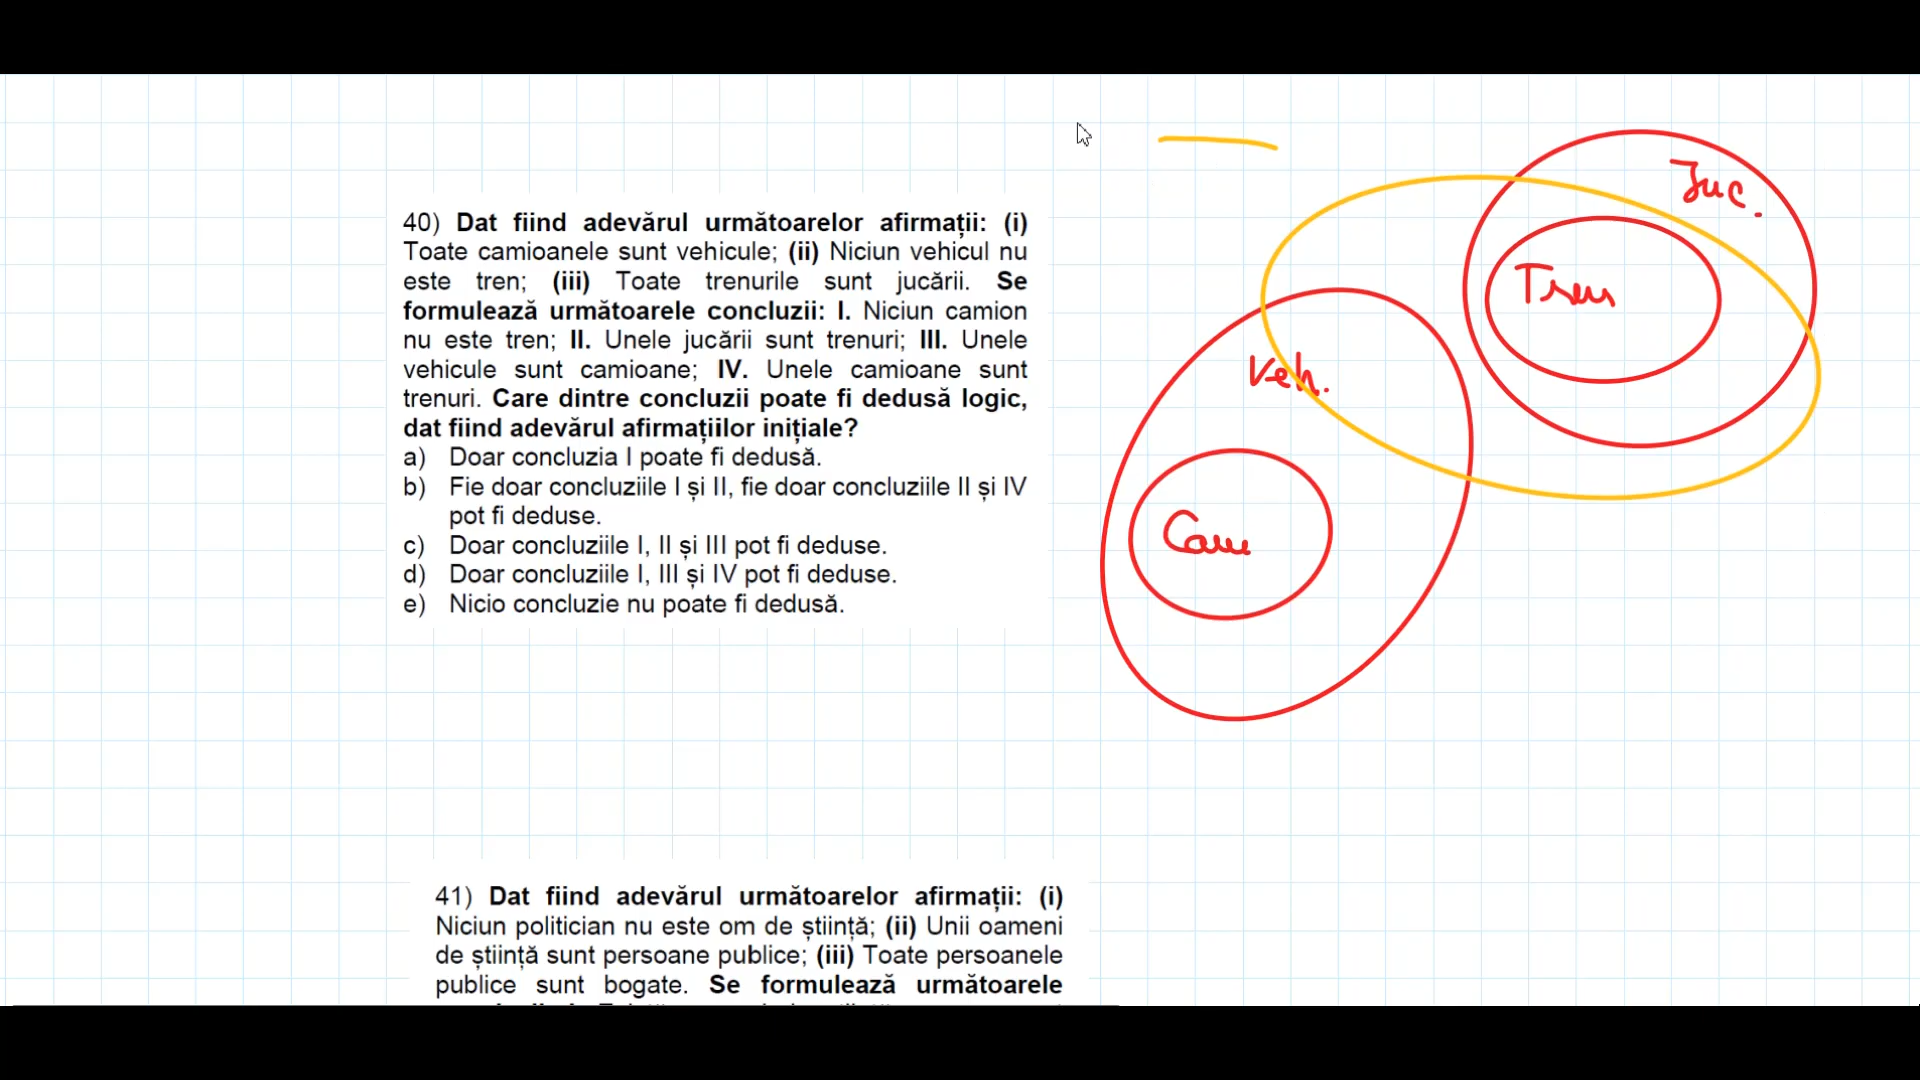 40) Dat fiind adevărul următoarelor afirmații: (i)
Toate camioanele sunt vehicule; (ii) Niciun vehicul nu
este tren; (iii) Toate trenurile sunt jucării. Se
formulează următoarele concluzii: I. Niciun camion
nu este tren; II. Unele jucării sunt trenuri; III. Unele
vehicule sunt camioane; IV. Unele camioane sunt
trenuri. Care dintre concluzii poate fi dedusă logic,
dat fiind adevărul afirmațiilor inițiale?
a) Doar concluzia I poate fi dedusă.
b) Fie doar concluziile I și II, fie doar concluziile II și IV
pot fi deduse.
c) Doar concluziile I, II și III pot fi deduse.
d) Doar concluziile I, III și IV pot fi deduse.
e) Nicio concluzie nu poate fi dedusă.
Juc.
Tren
Veh.
Cam
41) Dat fiind adevărul următoarelor afirmații: (i)
Niciun politician nu este om de știință; (ii) Unii oameni
de știință sunt persoane publice; (iii) Toate persoanele
publice sunt bogate. Se formulează următoarele